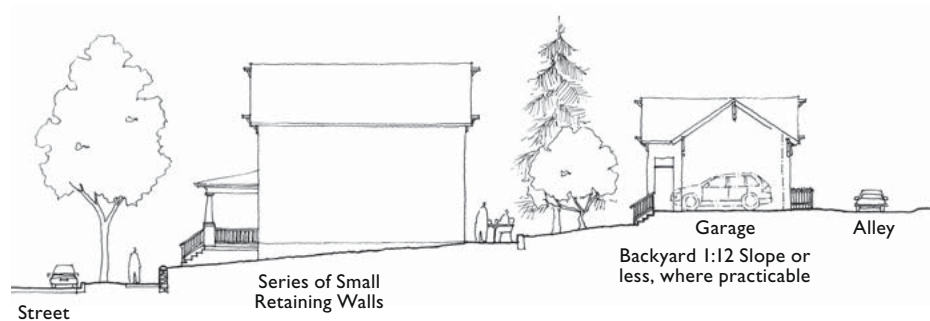 Street
Series of Small
Retaining Walls
Garage
Backyard 1:12 Slope or
less, where practicable
Alley